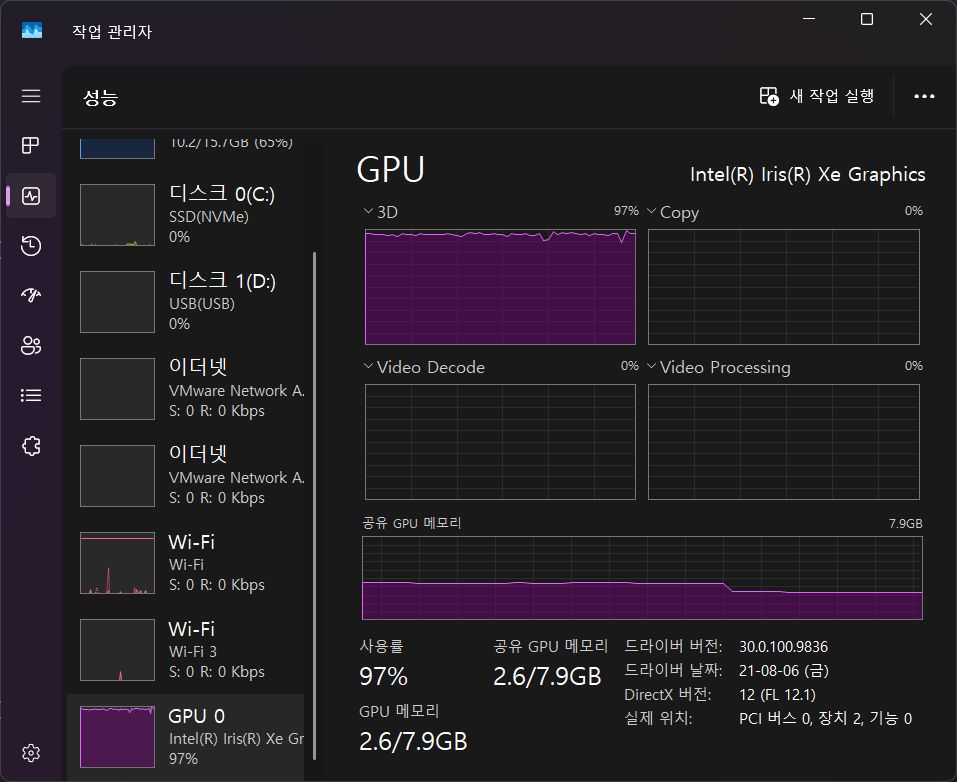 작업 관리자
성능
새 작업 실행
10.2/15.7GB (65%)
디스크 0(C:)
SSD(NVMe)
0%
디스크 1(D:)
USB(USB)
0%
이더넷
VMware Network A.
S: 0 R: 0 Kbps
이더넷
VMware Network A.
S: 0 R: 0 Kbps
Wi-Fi
Wi-Fi
S: 0 R: 0 Kbps
Wi-Fi
Wi-Fi 3
S: 0 R: 0 Kbps
GPU 0
Intel(R) Iris(R) Xe Gr
97%
GPU
Intel(R) Iris(R) Xe Graphics
3D 97%
Copy 0%
Video Decode 0%
Video Processing 0%
공유 GPU 메모리 7.9GB
사용률
97%
공유 GPU 메모리
2.6/7.9GB
GPU 메모리
2.6/7.9GB
드라이버 버전: 30.0.100.9836
드라이버 날짜: 21-08-06 (금)
DirectX 버전: 12 (FL 12.1)
실제 위치: PCI 버스 0, 장치 2, 기능 0